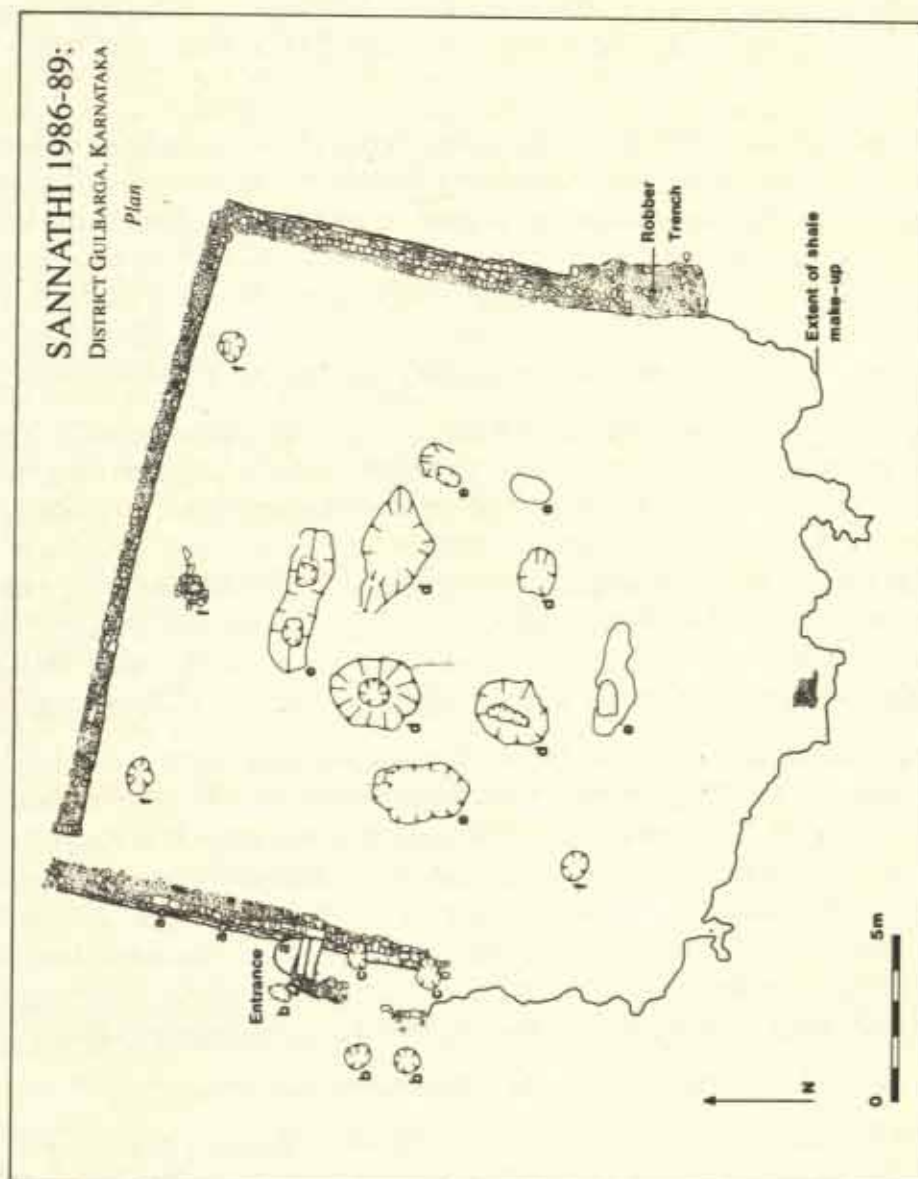 SANNATHI 1986-89:
DISTRICT GULBARGA, KARNATAKA
Plan
Robber
Trench
Extent of shale
make-up
Entrance
a
a
a
b
b
b
c
c
d
d
d
d
e
e
e
e
e
f
f
f
f
N
0 5m